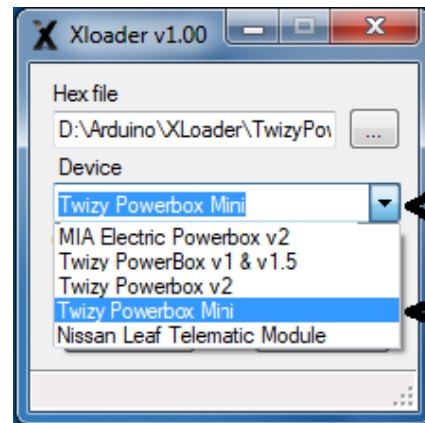 Xloader v1.00
Hex file
D:\Arduino\XLoader\TwizyPov
...
Device
Twizy Powerbox Mini
MIA Electric Powerbox v2
Twizy PowerBox v1 & v1.5
Twizy Powerbox v2
Twizy Powerbox Mini
Nissan Leaf Telematic Module